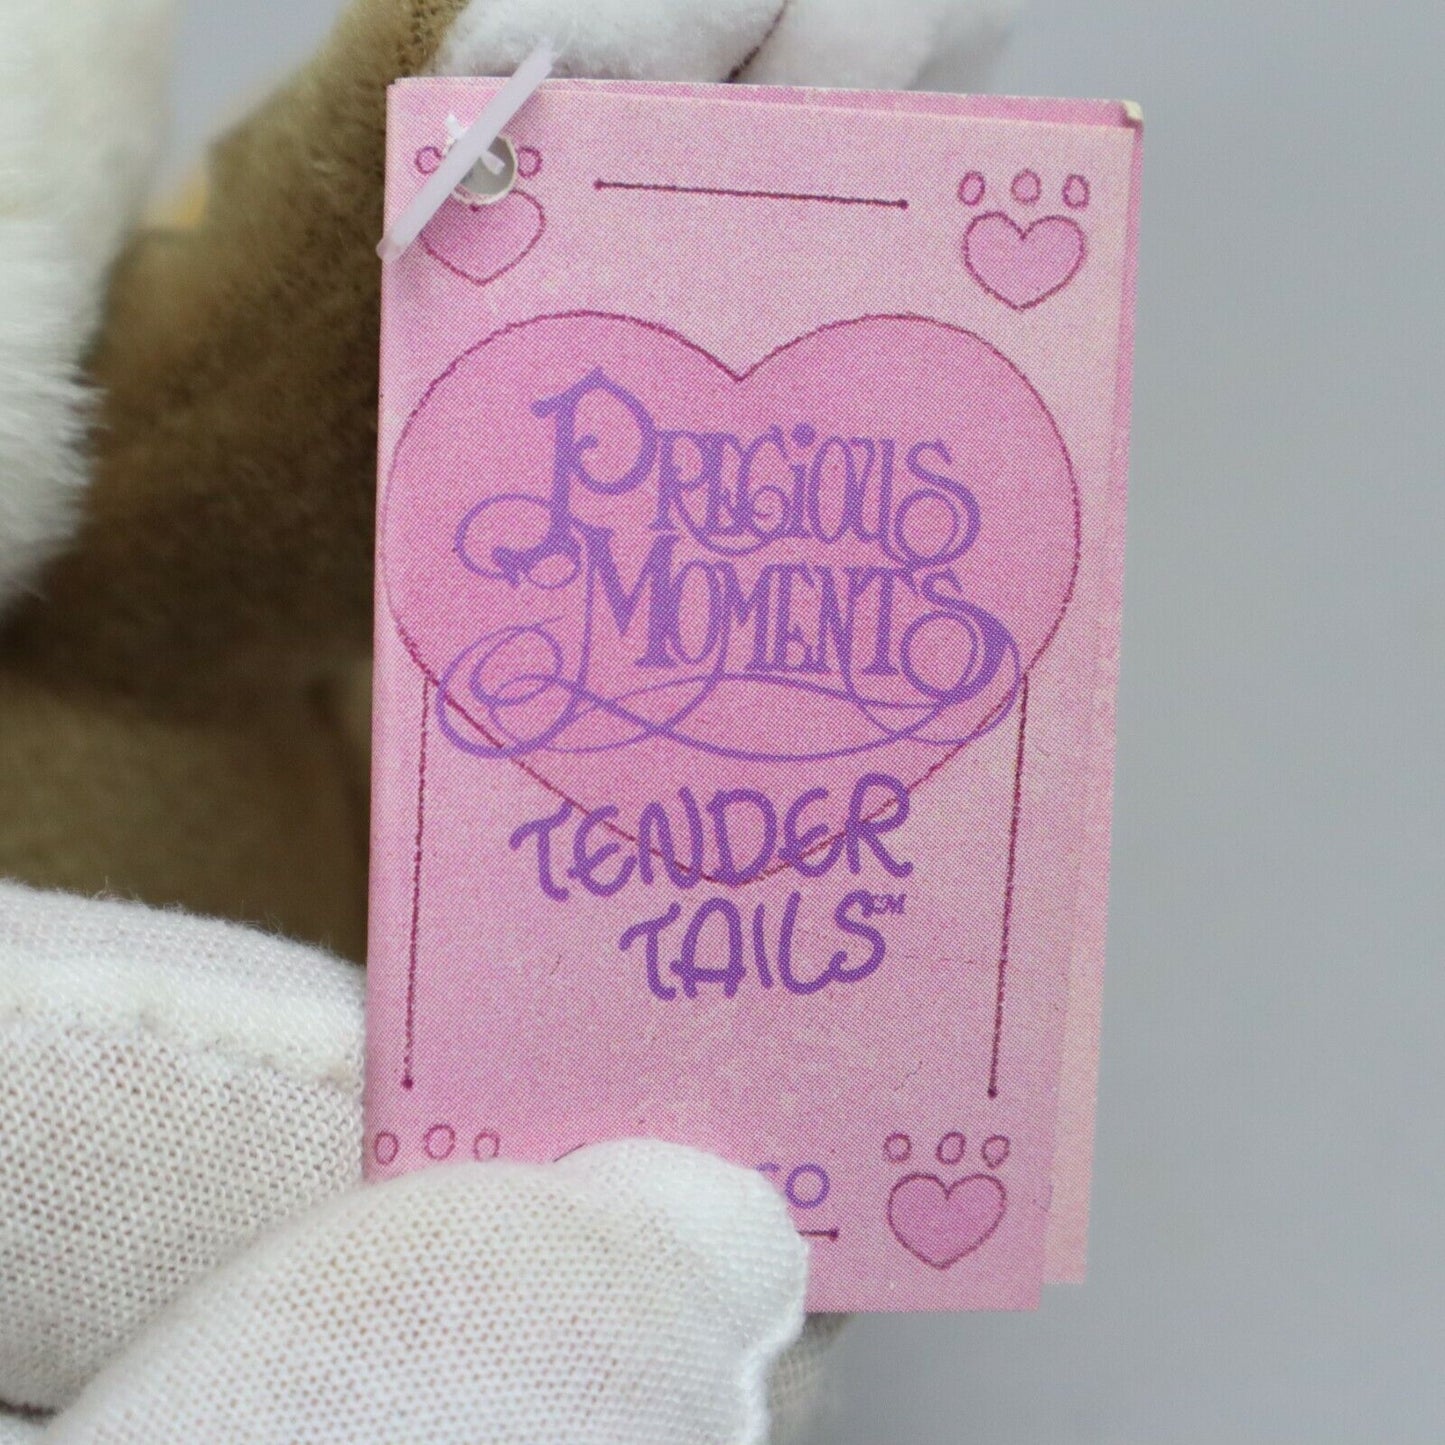 PRECiOUS
MOMENTS
TENDER
TAiLS™